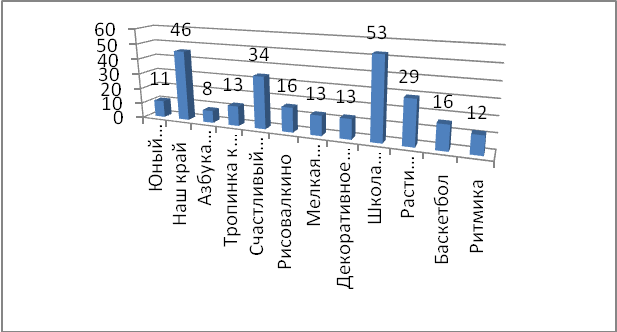 60
50
40
30
20
10
0
11
46
8
13
34
16
13
13
53
29
16
12
Юный…
Наш край
Азбука…
Тропинка к…
Счастливый…
Рисовалкино
Мелкая…
Декоративное…
Школа…
Расти…
Баскетбол
Ритмика